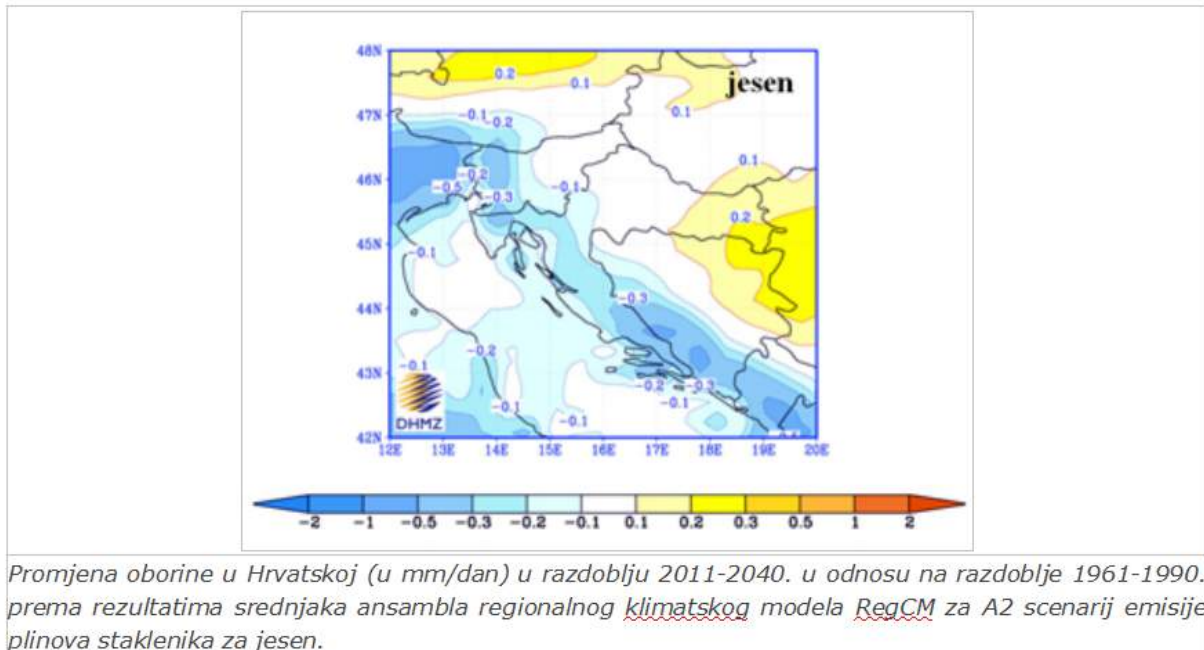 48N
0.2
0.1
jesen
0.1
47N
-0.1
-0.2
0.1
46N
-0.2
-0.5
-0.1
-0.3
0.2
45N
-0.1
-0.3
44N
-0.2
43N
-0.1
-0.2
-0.3
-0.1
-0.1
-0.1
DHMZ
42N
12E 13E 14E 15E 16E 17E 18E 19E 20E
-2 -1 -0.5 -0.3 -0.2 -0.1 0.1 0.2 0.3 0.5 1 2
Promjena oborine u Hrvatskoj (u mm/dan) u razdoblju 2011-2040. u odnosu na razdoblje 1961-1990.
prema rezultatima srednjaka ansambla regionalnog klimatskog modela RegCM za A2 scenarij emisije
plinova staklenika za jesen.